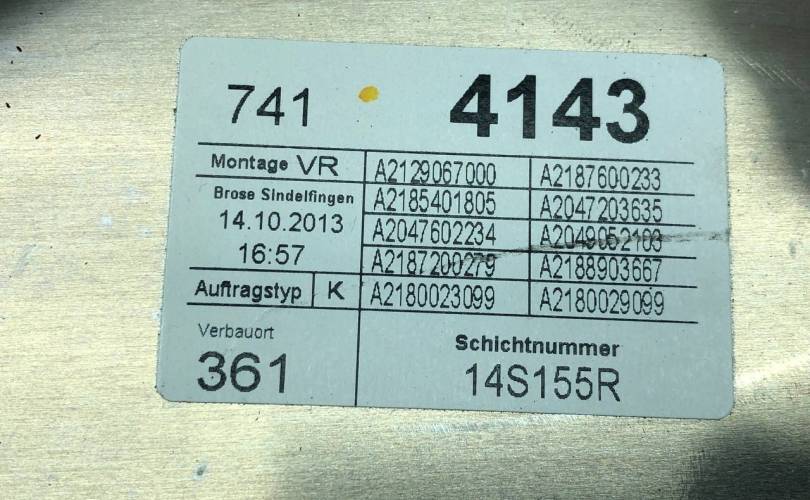 741 4143
Montage VR A2129067000 A2187600233
Brose Sindelfingen A2185401805 A2047203635
14.10.2013 A2047602234 A2049052103
16:57 A2187200279 A2188903667
Auftragstyp K A2180023099 A2180029099
Verbauort Schichtnummer
361 14S155R